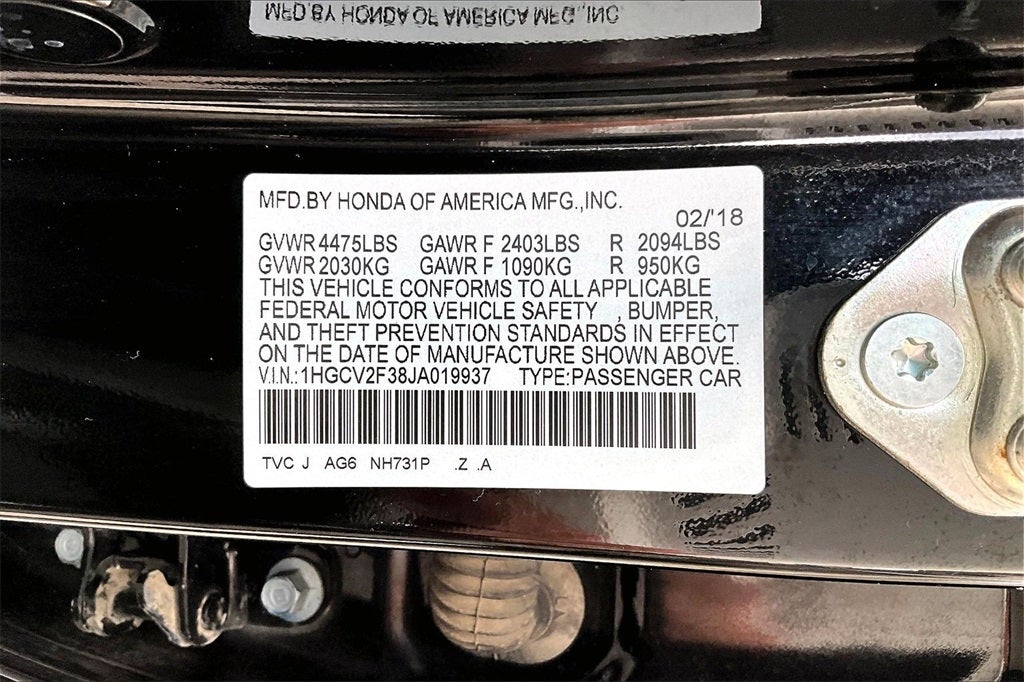 MFD.BY HONDA OF AMERICA MFG.,INC
MFD.BY HONDA OF AMERICA MFG.,INC.
02/'18
GVWR 4475LBS GAWR F 2403LBS R 2094LBS
GVWR 2030KG GAWR F 1090KG R 950KG
THIS VEHICLE CONFORMS TO ALL APPLICABLE
FEDERAL MOTOR VEHICLE SAFETY , BUMPER,
AND THEFT PREVENTION STANDARDS IN EFFECT
ON THE DATE OF MANUFACTURE SHOWN ABOVE.
V.I.N.:1HGCV2F38JA019937 TYPE:PASSENGER CAR
TVC J AG6 NH731P .Z .A